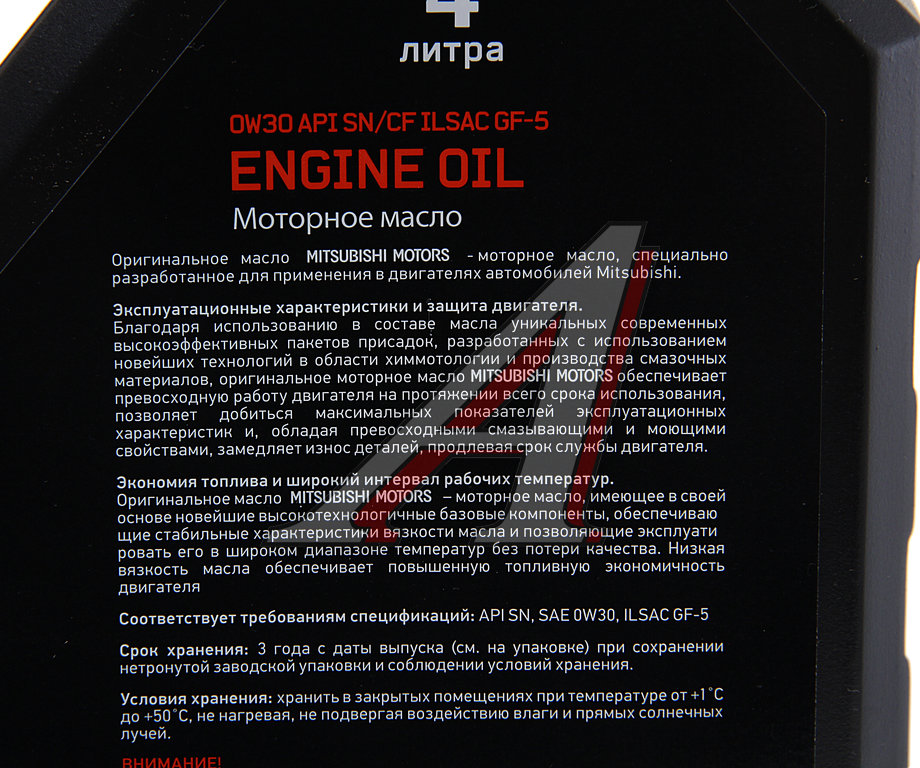 4
литра
0W30 API SN/CF ILSAC GF-5
ENGINE OIL
Моторное масло
Оригинальное масло MITSUBISHI MOTORS - моторное масло, специально
разработанное для применения в двигателях автомобилей Mitsubishi.
Эксплуатационные характеристики и защита двигателя.
Благодаря использованию в составе масла уникальных современных
высокоэффективных пакетов присадок, разработанных с использованием
новейших технологий в области химмотологии и производства смазочных
материалов, оригинальное моторное масло MITSUBISHI MOTORS обеспечивает
превосходную работу двигателя на протяжении всего срока использования,
позволяет добиться максимальных показателей эксплуатационных
характеристик и, обладая превосходными смазывающими и моющими
свойствами, замедляет износ деталей, продлевая срок службы двигателя.
Экономия топлива и широкий интервал рабочих температур.
Оригинальное масло MITSUBISHI MOTORS – моторное масло, имеющее в своей
основе новейшие высокотехнологичные базовые компоненты, обеспечиваю
щие стабильные характеристики вязкости масла и позволяющие эксплуати
ровать его в широком диапазоне температур без потери качества. Низкая
вязкость масла обеспечивает повышенную топливную экономичность
двигателя
Соответствует требованиям спецификаций: API SN, SAE 0W30, ILSAC GF-5
Срок хранения: 3 года с даты выпуска (см. на упаковке) при сохранении
нетронутой заводской упаковки и соблюдении условий хранения.
Условия хранения: хранить в закрытых помещениях при температуре от +1˚С
до +50˚С, не нагревая, не подвергая воздействию влаги и прямых солнечных
лучей.
ВНИМАНИЕ!